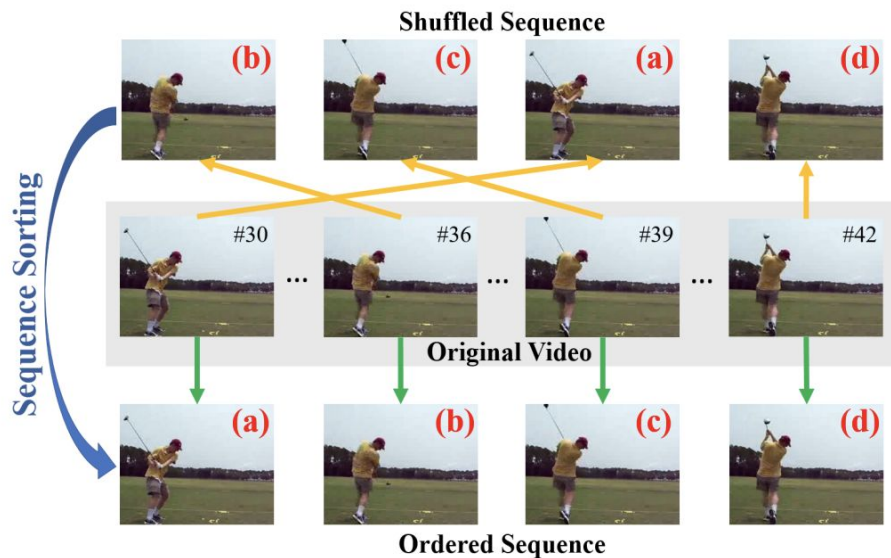 Shuffled Sequence
(b)
(c)
(a)
(d)
Sequence Sorting
#30
#36
#39
#42
...
...
...
Original Video
(a)
(b)
(c)
(d)
Ordered Sequence